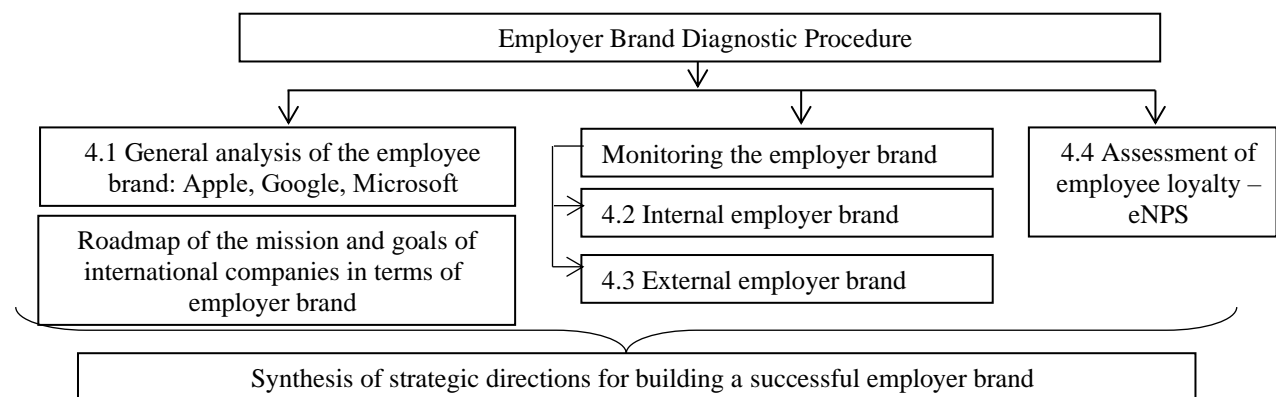 Employer Brand Diagnostic Procedure
4.1 General analysis of the employee
brand: Apple, Google, Microsoft
Roadmap of the mission and goals of
international companies in terms of
employer brand
Monitoring the employer brand
4.2 Internal employer brand
4.3 External employer brand
4.4 Assessment of
employee loyalty –
eNPS
Synthesis of strategic directions for building a successful employer brand